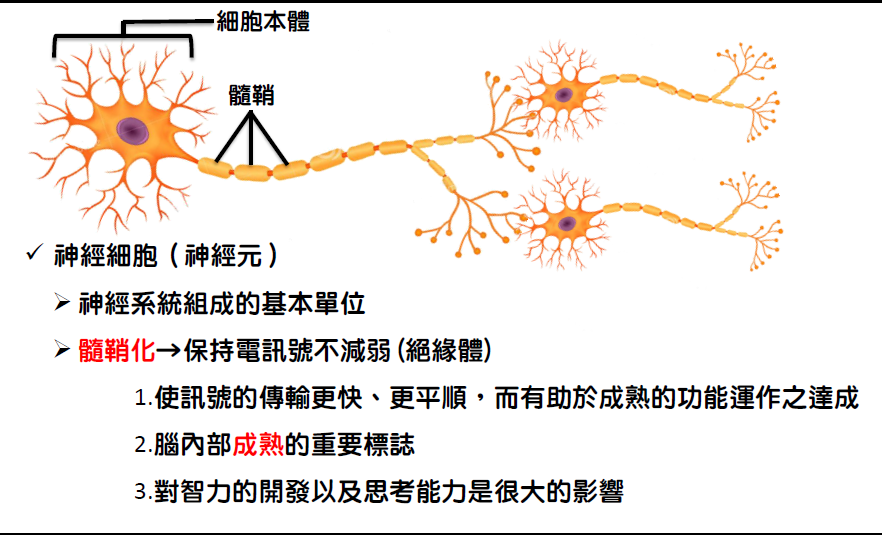 細胞本體
髓鞘
✓ 神經細胞（神經元）
➢ 神經系統組成的基本單位
➢ 髓鞘化→保持電訊號不減弱(絕緣體)
1.使訊號的傳輸更快、更平順，而有助於成熟的功能運作之達成
2.腦內部成熟的重要標誌
3.對智力的開發以及思考能力是很大的影響